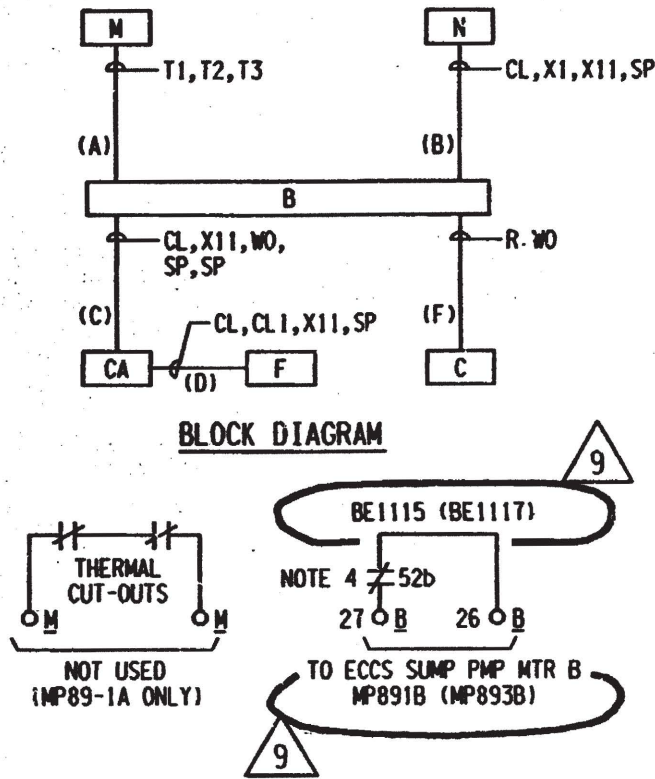 M
N
T1,T2,T3
CL,X1,X11,SP
(A)
(B)
B
CL,X11,WO,
SP,SP
R.WO
(C)
CL,CL1,X11,SP
(F)
CA
(D)
F
C
BLOCK DIAGRAM
9
BE1115 (BE1117)
THERMAL
CUT-OUTS
NOTE 4
52b
M
M
27
B
26
B
NOT USED
(MP89-1A ONLY)
TO ECCS SUMP PMP MTR B
MP891B (MP893B)
9